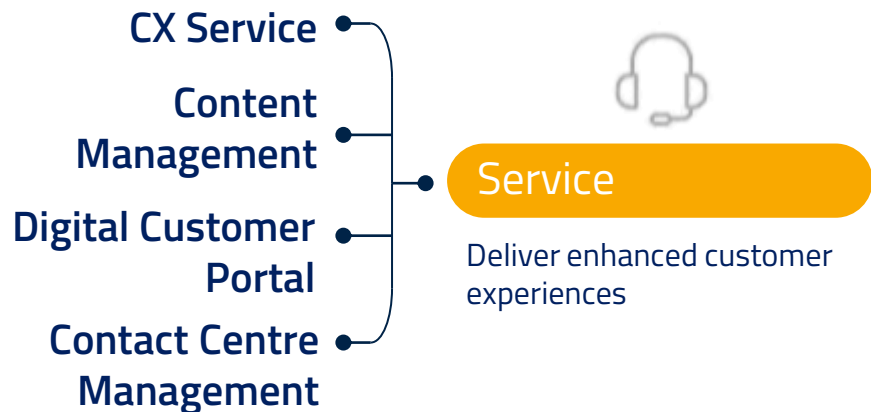 CX Service
Content
Management
Digital Customer
Portal
Contact Centre
Management
Service
Deliver enhanced customer
experiences